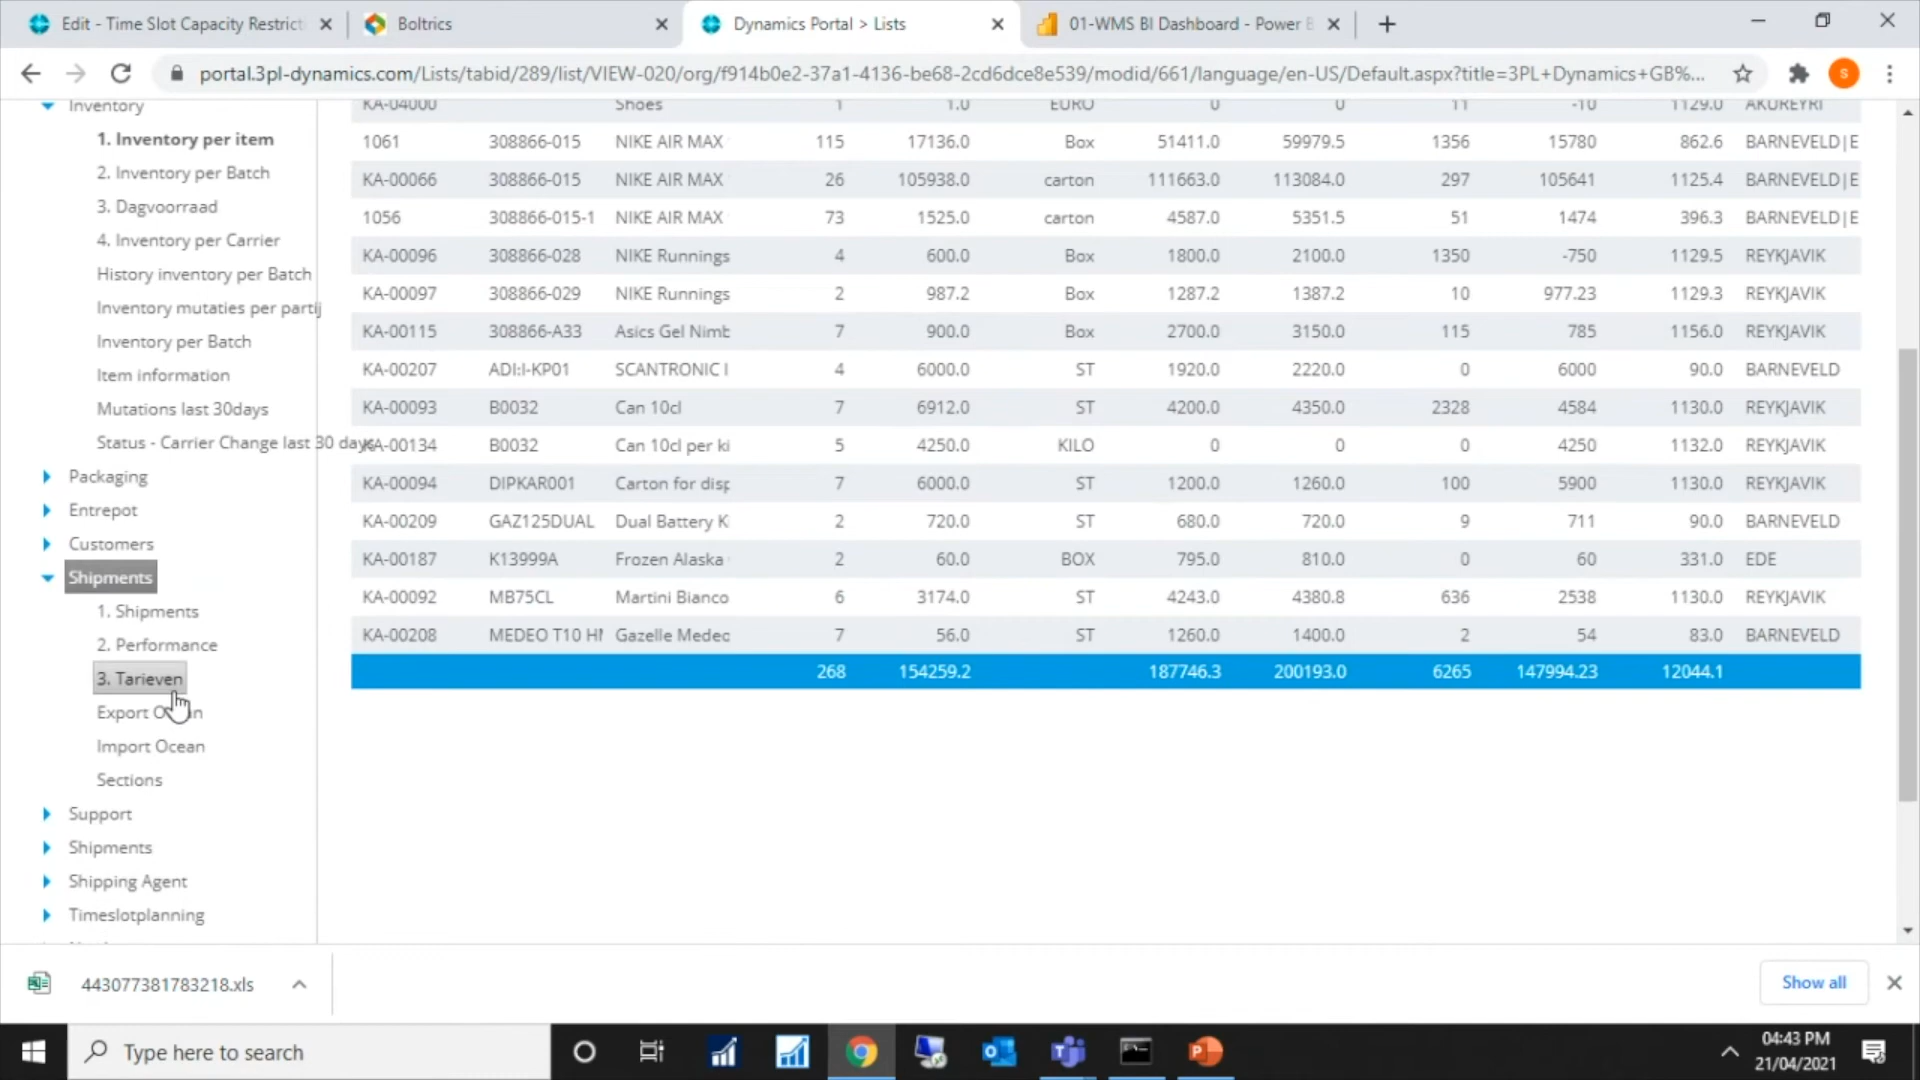 Edit - Time Slot Capacity Restrict
Boltrics
Dynamics Portal > Lists
01-WMS BI Dashboard - Power B
portal.3pl-dynamics.com/Lists/tabid/289/list/VIEW-020/org/f914b0e2-37a1-4136-be68-2cd6dce8e539/modid/661/language/en-US/Default.aspx?title=3PL+Dynamics+GB%...
S
Inventory
1. Inventory per item
2. Inventory per Batch
3. Dagvoorraad
4. Inventory per Carrier
History inventory per Batch
Inventory mutaties per partij
Inventory per Batch
Item information
Mutations last 30days
Status - Carrier Change last 30 days
Packaging
Entrepot
Customers
Shipments
1. Shipments
2. Performance
3. Tarieven
Export Ocean
Import Ocean
Sections
Support
Shipments
Shipping Agent
Timeslotplanning
KA-04000 Shoes 1 1.0 EURO 0 0 11 -10 1129.0 AKUREYRI
1061 308866-015 NIKE AIR MAX 115 17136.0 Box 51411.0 59979.5 1356 15780 862.6 BARNEVELD|E
KA-00066 308866-015 NIKE AIR MAX 26 105938.0 carton 111663.0 113084.0 297 105641 1125.4 BARNEVELD|E
1056 308866-015-1 NIKE AIR MAX 73 1525.0 carton 4587.0 5351.5 51 1474 396.3 BARNEVELD|E
KA-00096 308866-028 NIKE Runnings 4 600.0 Box 1800.0 2100.0 1350 -750 1129.5 REYKJAVIK
KA-00097 308866-029 NIKE Runnings 2 987.2 Box 1287.2 1387.2 10 977.23 1129.3 REYKJAVIK
KA-00115 308866-A33 Asics Gel Nimb 7 900.0 Box 2700.0 3150.0 115 785 1156.0 REYKJAVIK
KA-00207 ADI:I-KP01 SCANTRONIC I 4 6000.0 ST 1920.0 2220.0 0 6000 90.0 BARNEVELD
KA-00093 B0032 Can 10cl 7 6912.0 ST 4200.0 4350.0 2328 4584 1130.0 REYKJAVIK
KA-00134 B0032 Can 10cl per ki 5 4250.0 KILO 0 0 0 4250 1132.0 REYKJAVIK
KA-00094 DIPKAR001 Carton for disp 7 6000.0 ST 1200.0 1260.0 100 5900 1130.0 REYKJAVIK
KA-00209 GAZ125DUAL Dual Battery K 2 720.0 ST 680.0 720.0 9 711 90.0 BARNEVELD
KA-00187 K13999A Frozen Alaska 2 60.0 BOX 795.0 810.0 0 60 331.0 EDE
KA-00092 MB75CL Martini Bianco 6 3174.0 ST 4243.0 4380.8 636 2538 1130.0 REYKJAVIK
KA-00208 MEDEO T10 HM Gazelle Medeo 7 56.0 ST 1260.0 1400.0 2 54 83.0 BARNEVELD
268 154259.2 187746.3 200193.0 6265 147994.23 12044.1
443077381783218.xls
Show all
Type here to search
04:43 PM
21/04/2021